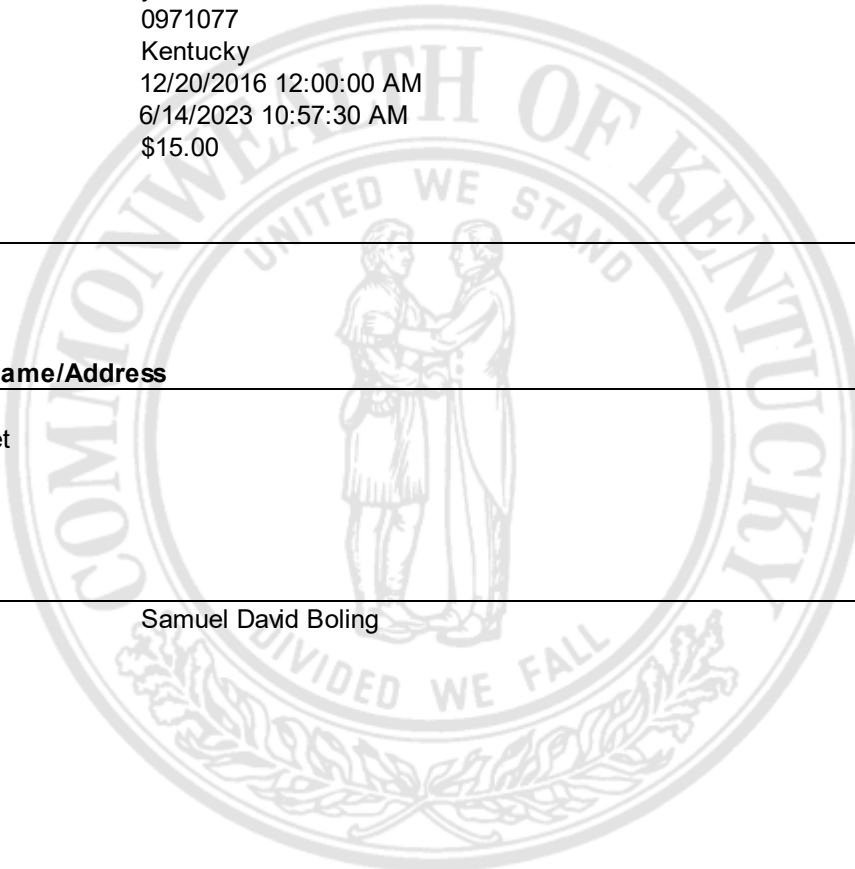 0971077
Kentucky
12/20/2016 12:00:00 AM
6/14/2023 10:57:30 AM
$15.00
COMMONWEALTH OF KENTUCKY
UNITED WE STAND
ame/Address
et
Samuel David Boling
DIVIDED WE FALL